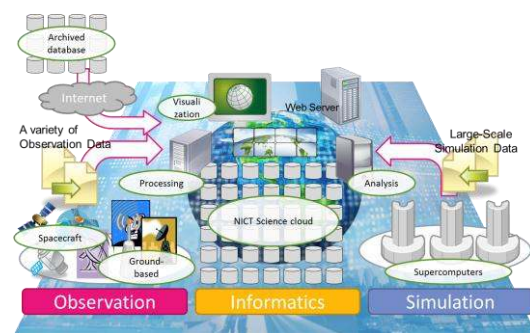 Archived
database
Internet
Visuali
zation
Web Server
A variety of
Observation Data
Large-Scale
Simulation Data
Processing
Analysis
NICT Science cloud
Spacecraft
Ground-
based
Supercomputers
Observation
Informatics
Simulation